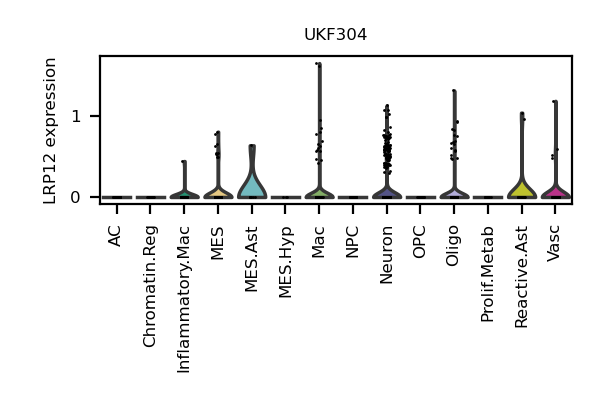 UKF304
LRP12 expression
1
0
AC
Chromatin.Reg
Inflammatory.Mac
MES
MES.Ast
MES.Hyp
Mac
NPC
Neuron
OPC
Oligo
Prolif.Metab
Reactive.Ast
Vasc